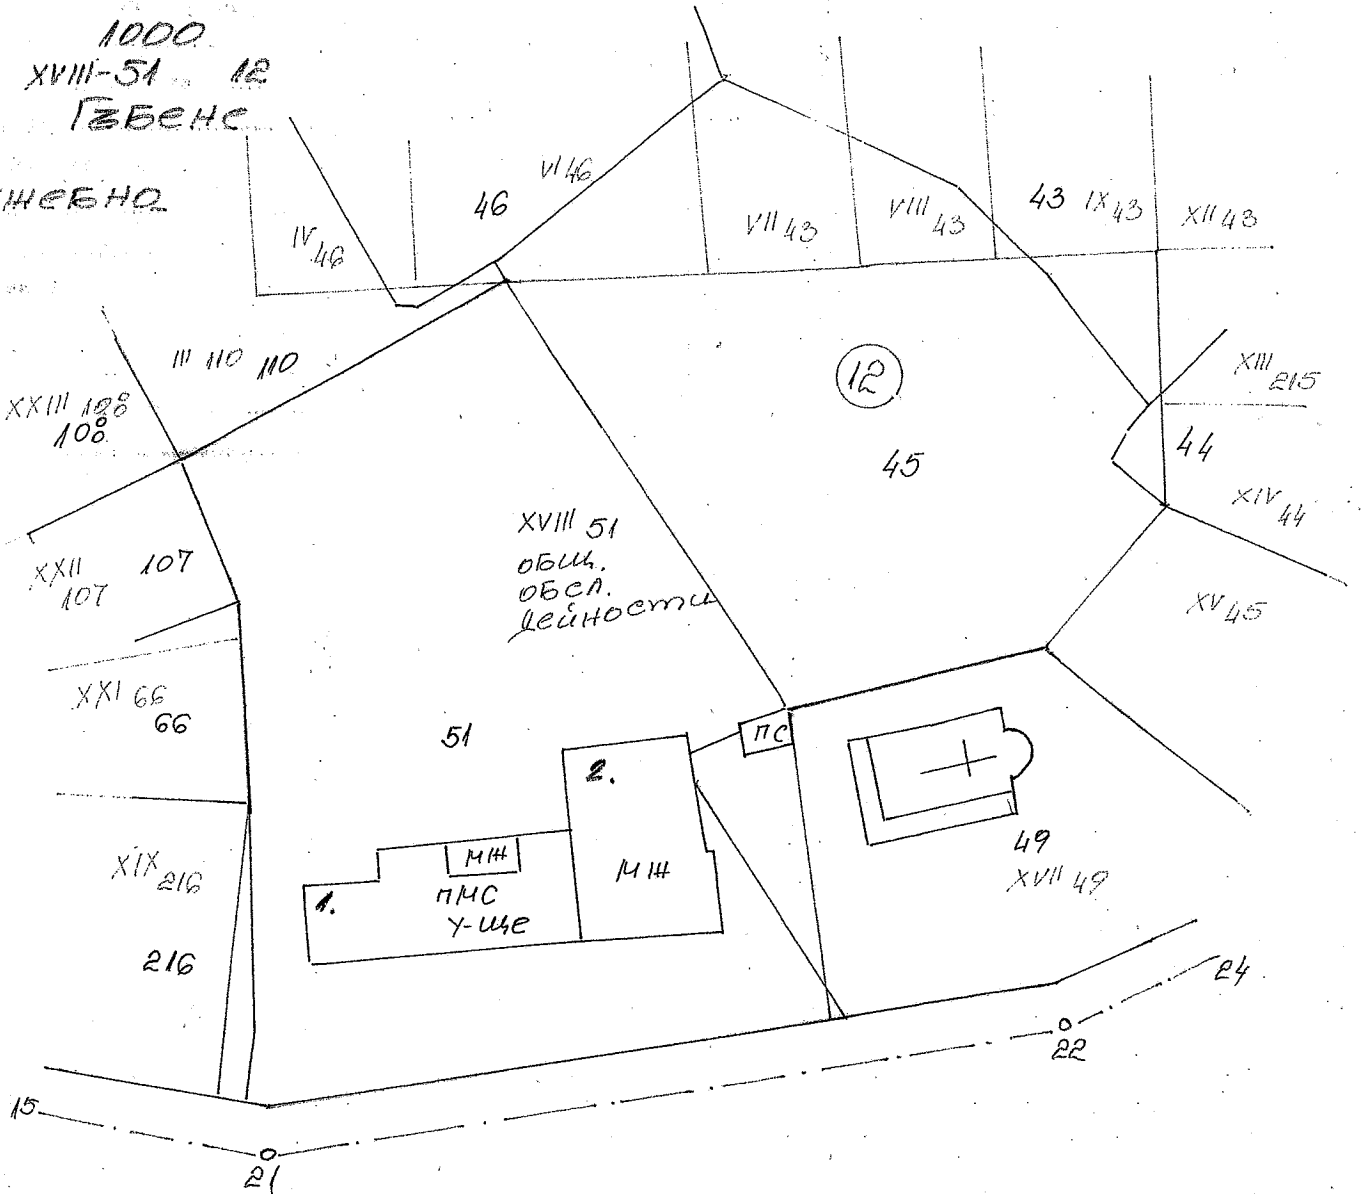 1000
XVIII-51 12
Гъбене
IV 46
46
VI 46
VII 43
VIII 43
43 IX 43
XII 43
III 110 110
XXIII 108
108
12
45
XIII 215
44
XIV 44
XV 45
XXII 107
107
XVIII 51
общ.
обсл.
дейности
XXI 66
66
51
ПС
2.
МЖ
МЖ
1.
ПМС
У-ще
49
XVII 49
XIX 216
216
15
21
22
24